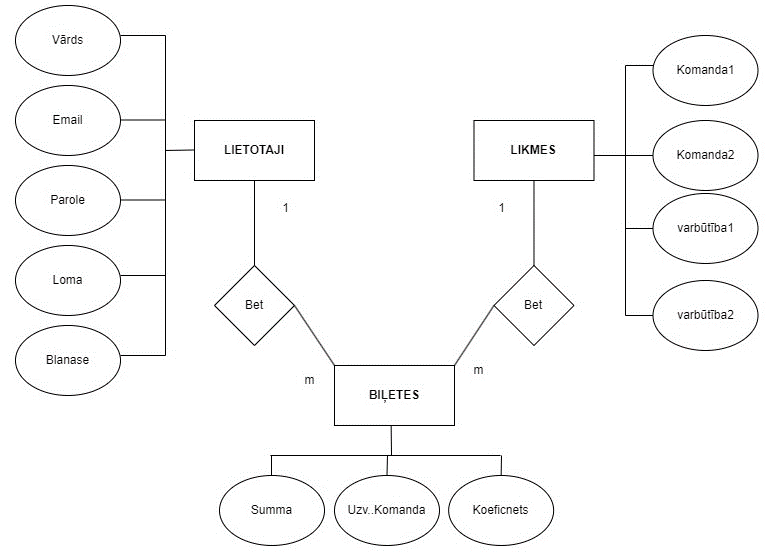 Vārds
Email
Parole
Loma
Blanase
LIETOTAJI
1
Bet
m
LIKMES
1
Bet
m
Komanda1
Komanda2
varbūtība1
varbūtība2
BIĻETES
Summa
Uzv..Komanda
Koeficnets